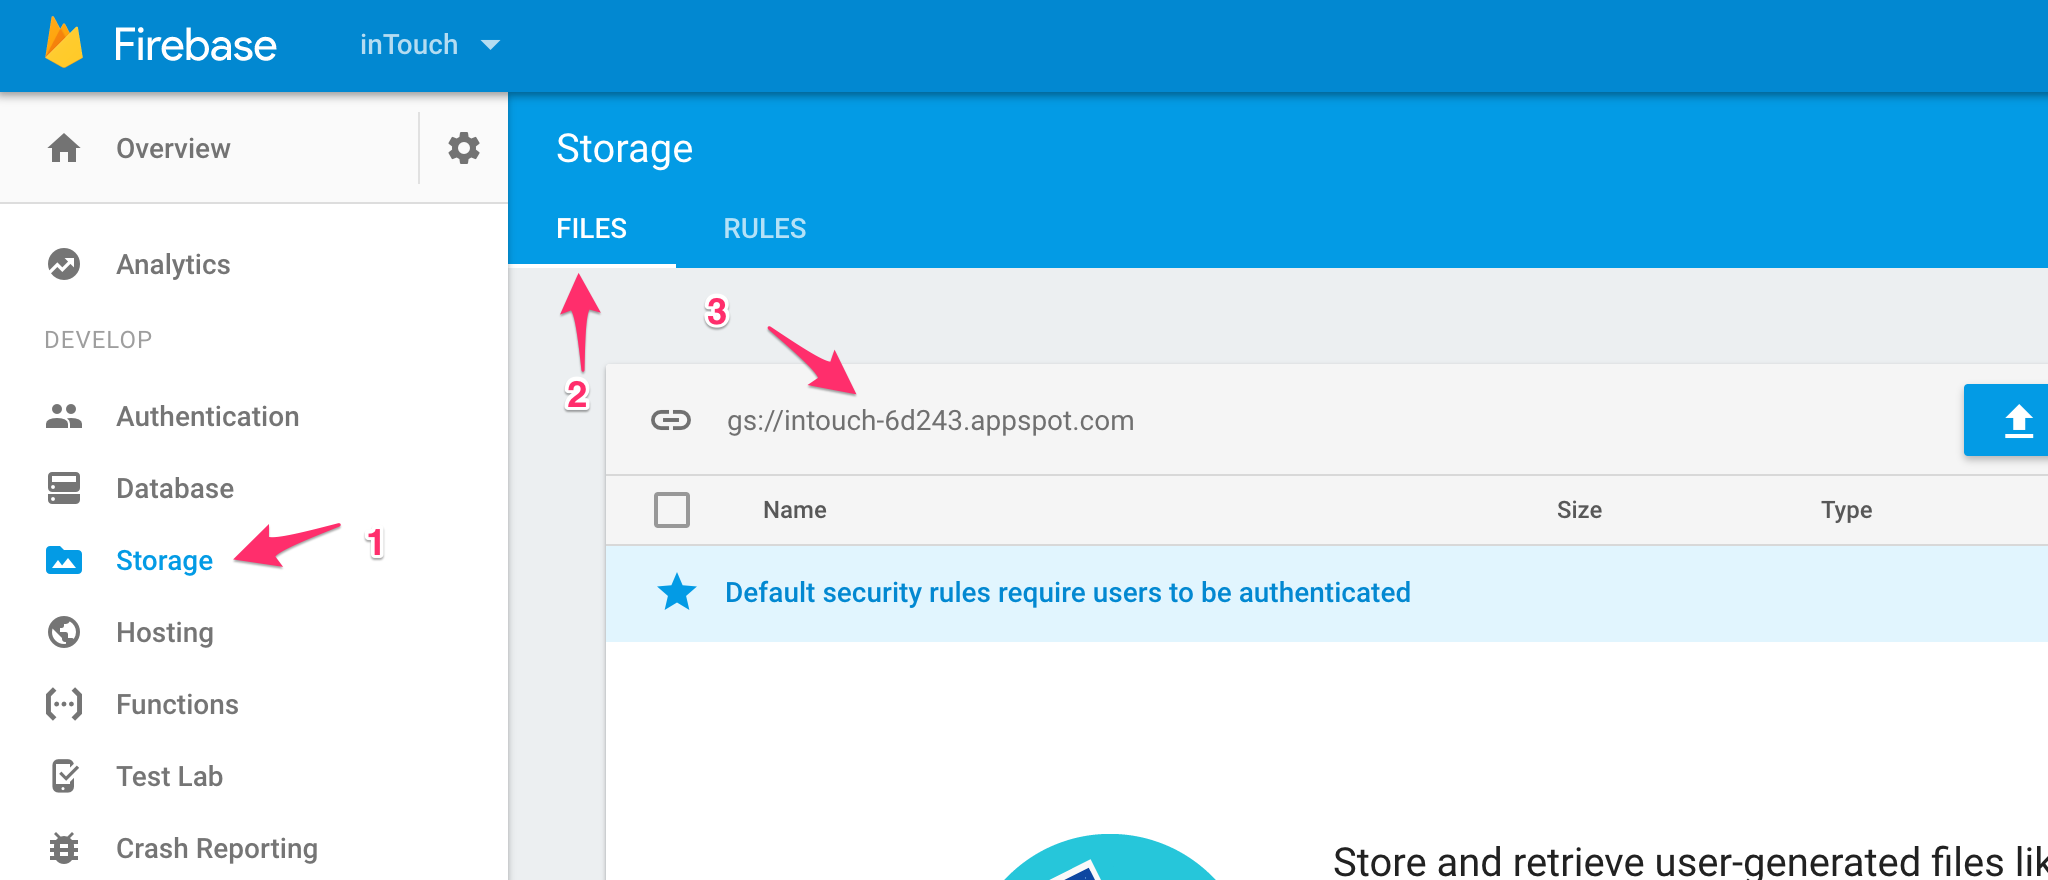 Firebase
inTouch
Overview
Analytics
DEVELOP
Authentication
Database
Storage
1
Hosting
Functions
Test Lab
Crash Reporting
Storage
FILES
RULES
2
3
gs://intouch-6d243.appspot.com
Name
Size
Type
Default security rules require users to be authenticated
Store and retrieve user-generated files